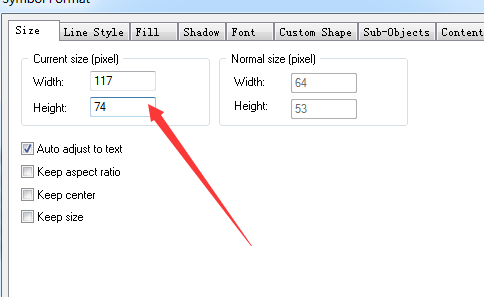 Symbol Format
Size Line Style Fill Shadow Font Custom Shape Sub-Objects Content
Current size (pixel) Normal size (pixel)
Width: 117 Width: 64
Height: 74 Height: 53
Auto adjust to text
Keep aspect ratio
Keep center
Keep size